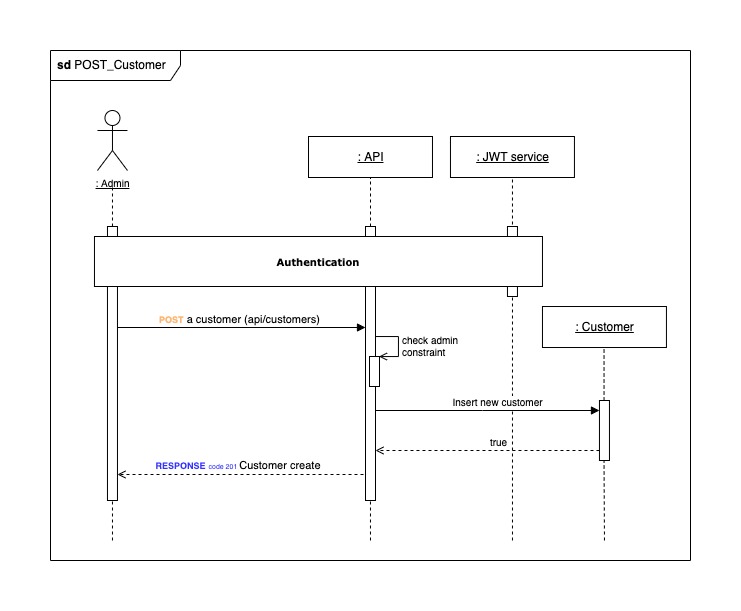 sd POST_Customer
: Admin
: API
: JWT service
Authentication
: Customer
POST a customer (api/customers)
check admin
constraint
Insert new customer
true
RESPONSE code 201 Customer create